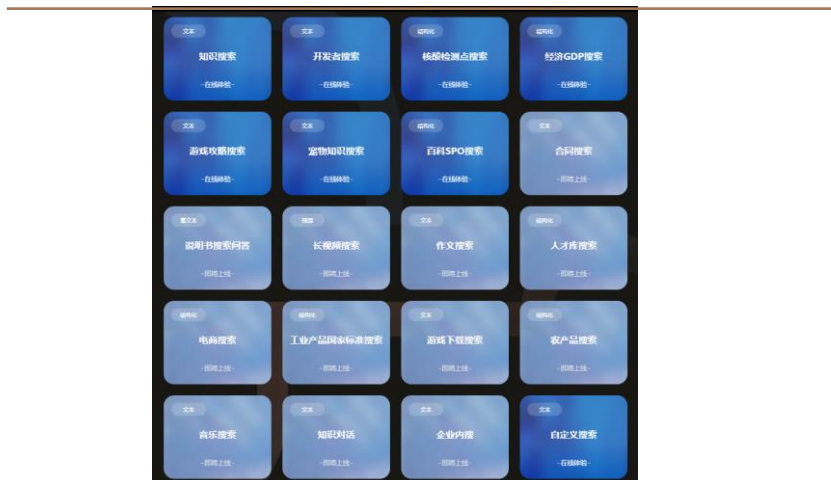 文本
知识搜索
-在线体验-
文本
开发者搜索
-在线体验-
结构化
核酸检测点搜索
-在线体验-
结构化
经济GDP搜索
-在线体验-
文本
游戏攻略搜索
-在线体验-
文本
宠物知识搜索
-在线体验-
结构化
百科SPO搜索
-在线体验-
文本
合同搜索
-即将上线-
富文本
说明书搜索问答
-即将上线-
视频
长视频搜索
-即将上线-
文本
作文搜索
-即将上线-
结构化
人才库搜索
-即将上线-
结构化
电商搜索
-即将上线-
结构化
工业产品国家标准搜索
-即将上线-
文本
游戏下载搜索
-即将上线-
结构化
农产品搜索
-即将上线-
文本
音乐搜索
-即将上线-
文本
知识对话
-即将上线-
文本
企业内搜
-即将上线-
文本
自定义搜索
-在线体验-